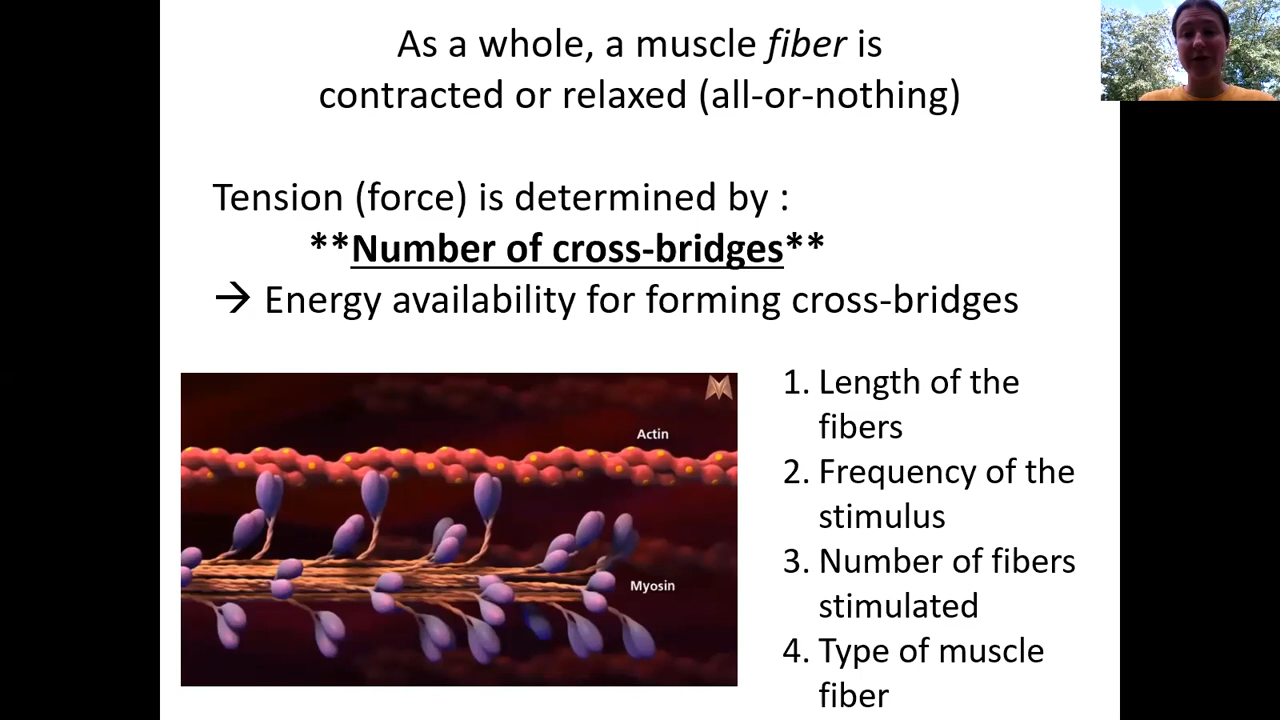 As a whole, a muscle fiber is
contracted or relaxed (all-or-nothing)
Tension (force) is determined by :
**Number of cross-bridges**
→ Energy availability for forming cross-bridges
Actin
Myosin
1. Length of the
fibers
2. Frequency of the
stimulus
3. Number of fibers
stimulated
4. Type of muscle
fiber